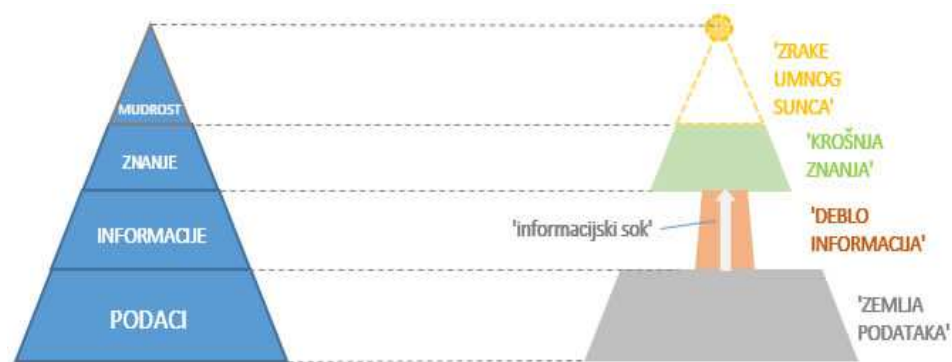 MUDROST
ZNANJE
INFORMACIJE
PODACI
'ZRAKE
UMNOG
SUNCA'
'KROŠNJA
ZNANJA'
'informacijski sok'
'DEBLO
INFORMACIJA'
'ZEMLJA
PODATAKA'